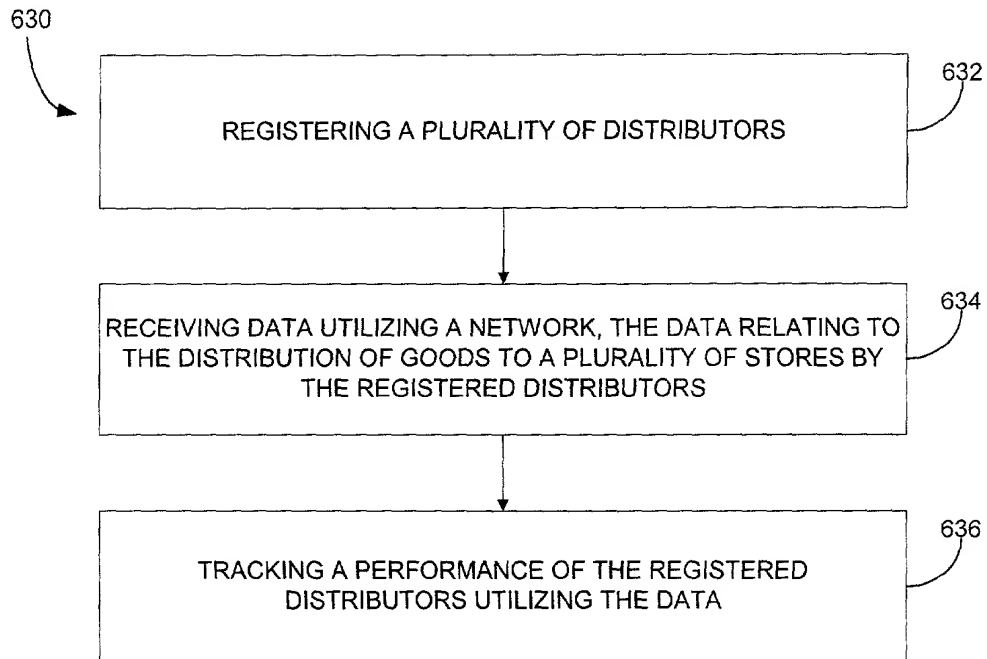 630
632
REGISTERING A PLURALITY OF DISTRIBUTORS
634
RECEIVING DATA UTILIZING A NETWORK, THE DATA RELATING TO
THE DISTRIBUTION OF GOODS TO A PLURALITY OF STORES BY
THE REGISTERED DISTRIBUTORS
636
TRACKING A PERFORMANCE OF THE REGISTERED
DISTRIBUTORS UTILIZING THE DATA